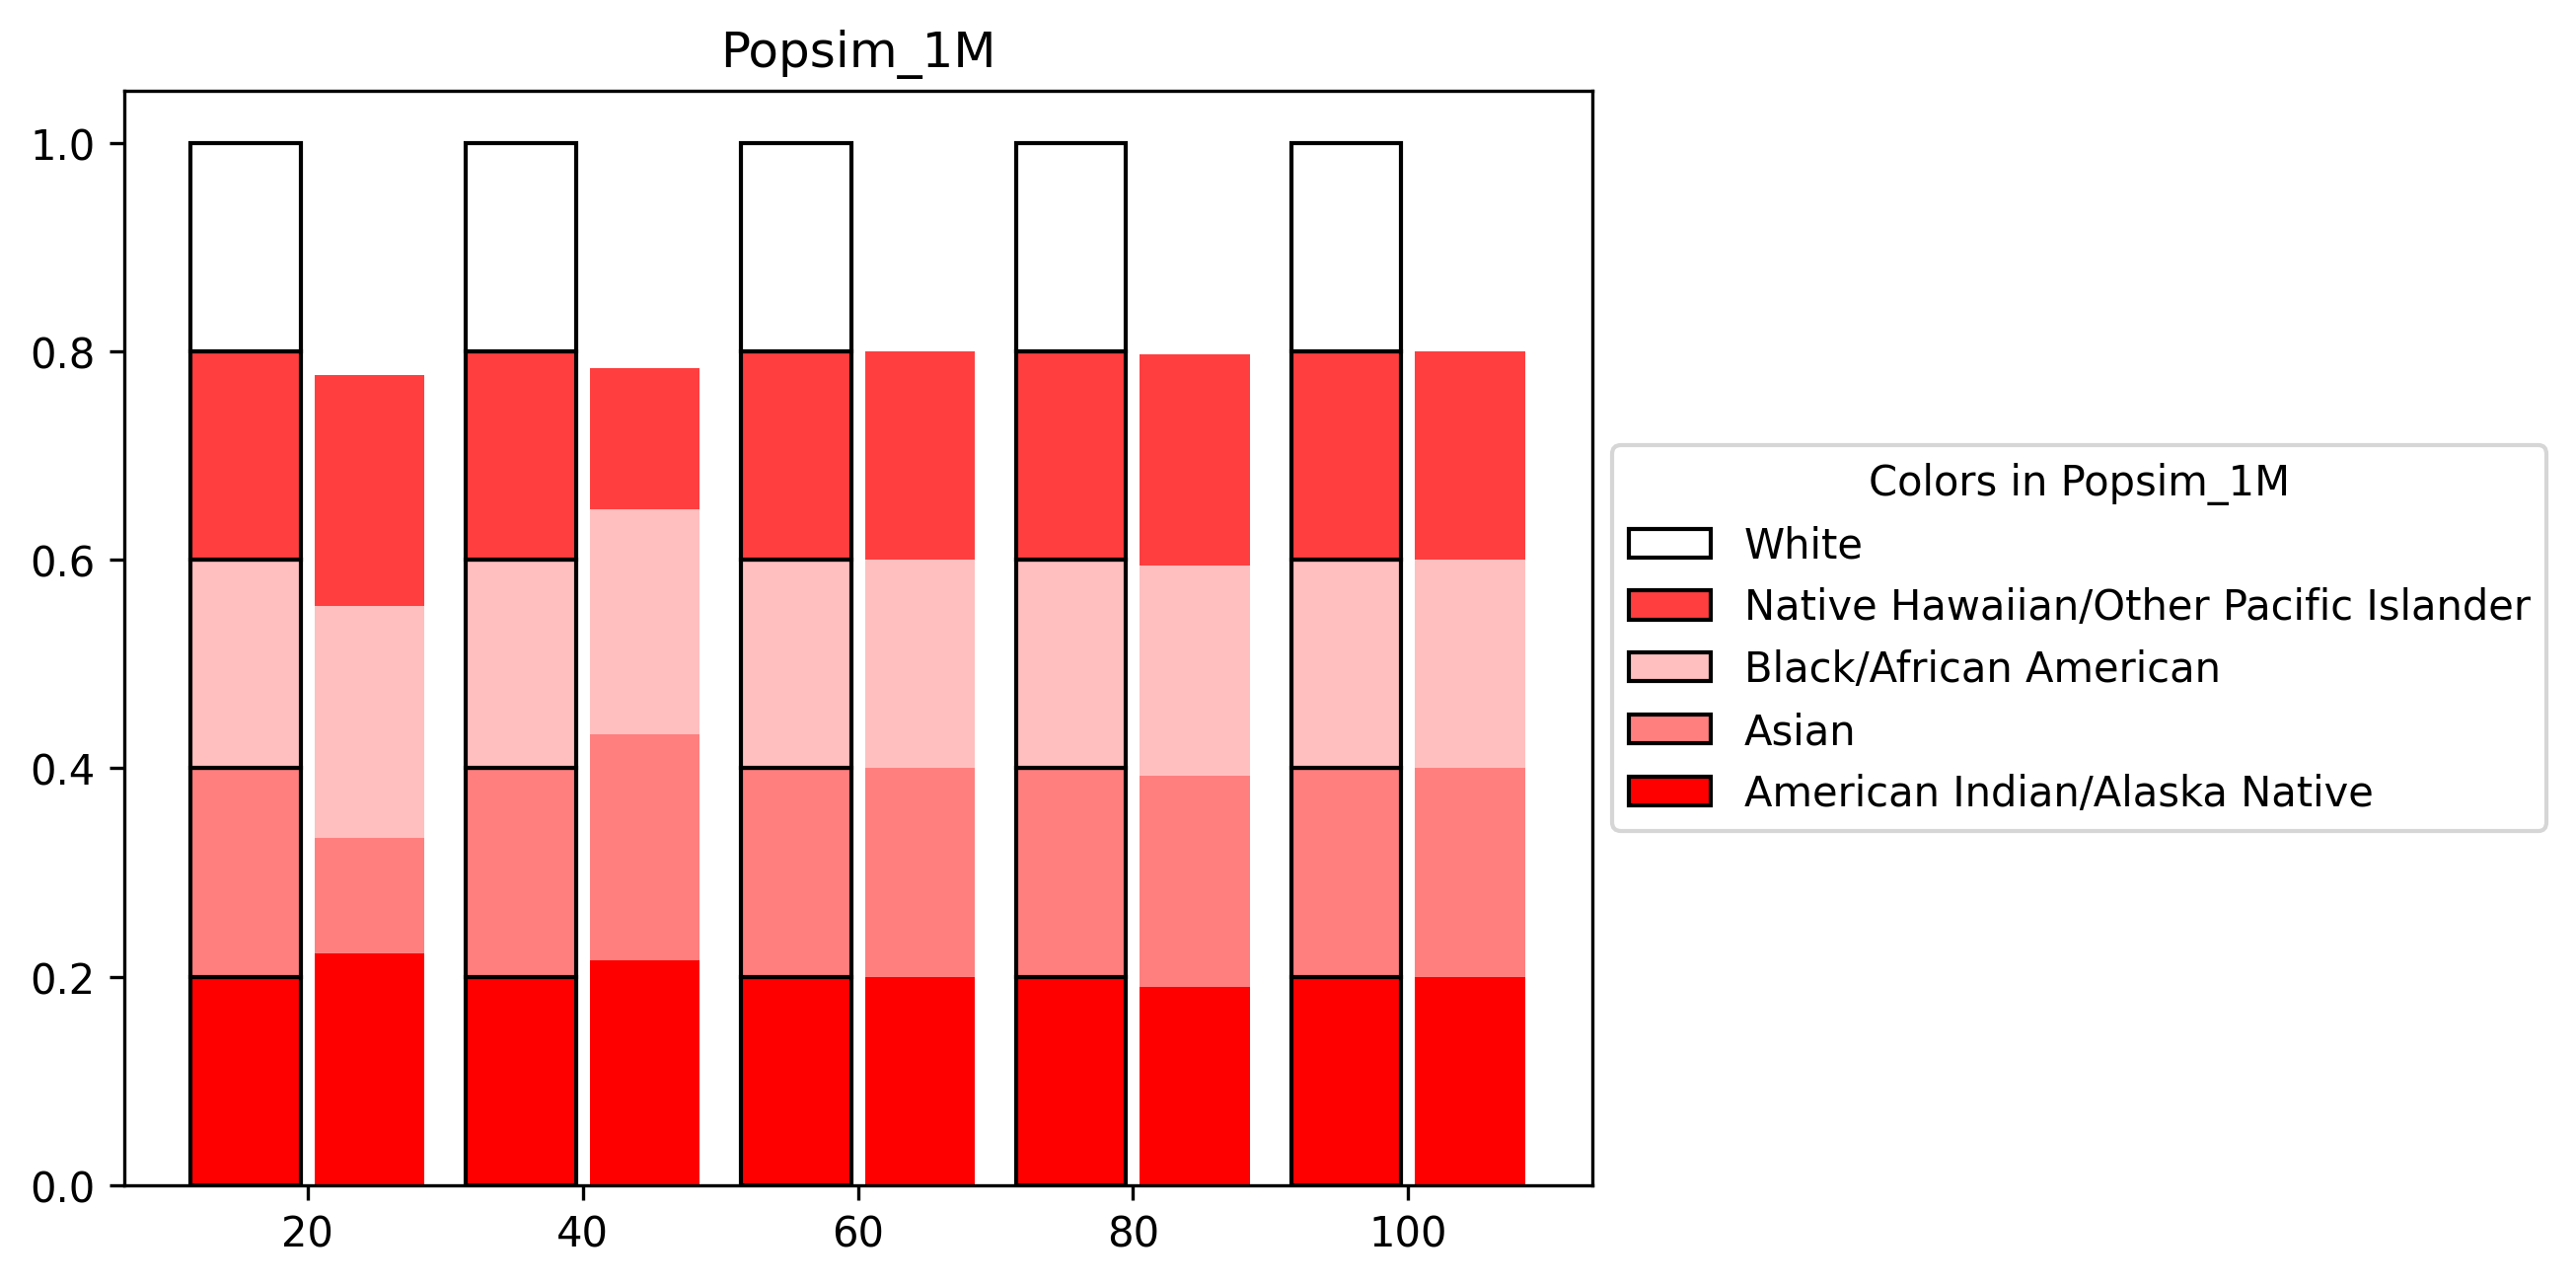 Popsim_1M
1.0
0.8
0.6
0.4
0.2
0.0
20 40 60 80 100
Colors in Popsim_1M
White
Native Hawaiian/Other Pacific Islander
Black/African American
Asian
American Indian/Alaska Native